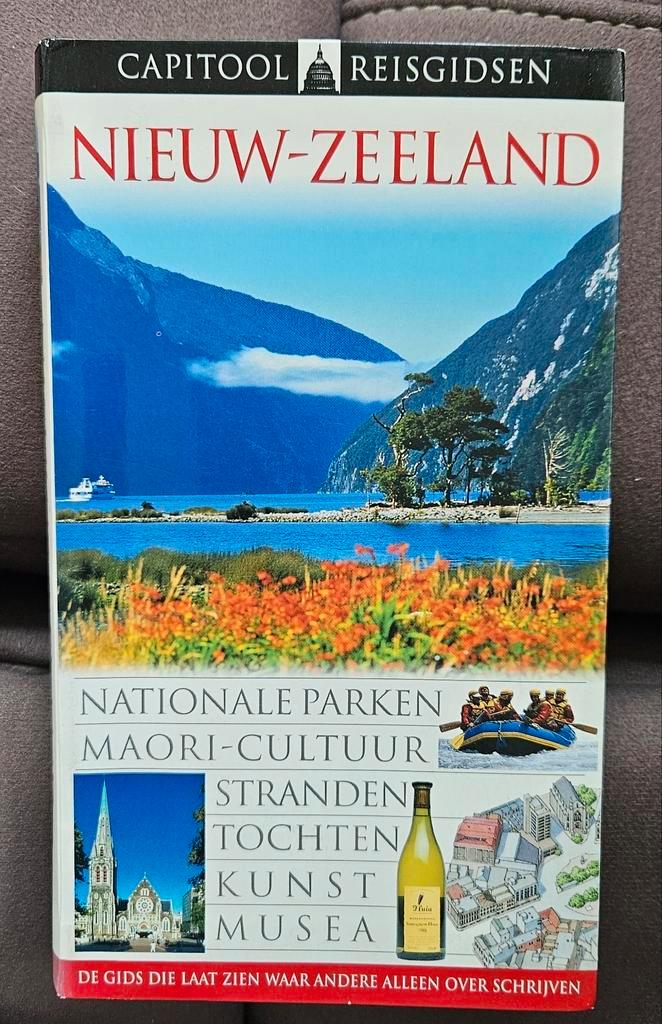 CAPITOOL REISGIDSEN
NIEUW-ZEELAND
NATIONALE PARKEN
MAORI-CULTUUR
STRANDEN
TOCHTEN
KUNST
MUSEA
Huia
DE GIDS DIE LAAT ZIEN WAAR ANDERE ALLEEN OVER SCHRIJVEN